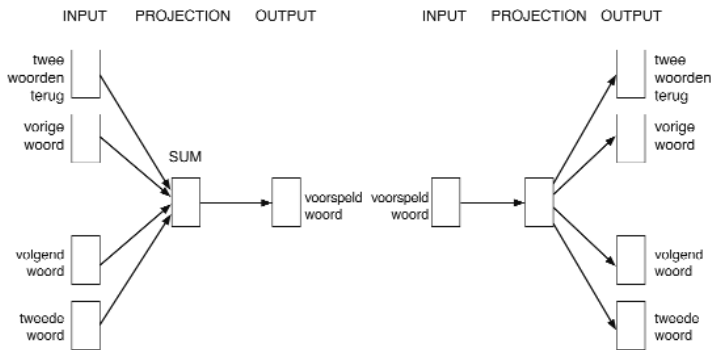 INPUT PROJECTION OUTPUT
twee
woorden
terug
vorige
woord
SUM
voorspeld
woord
volgend
woord
tweede
woord
INPUT PROJECTION OUTPUT
voorspeld
woord
twee
woorden
terug
vorige
woord
volgend
woord
tweede
woord